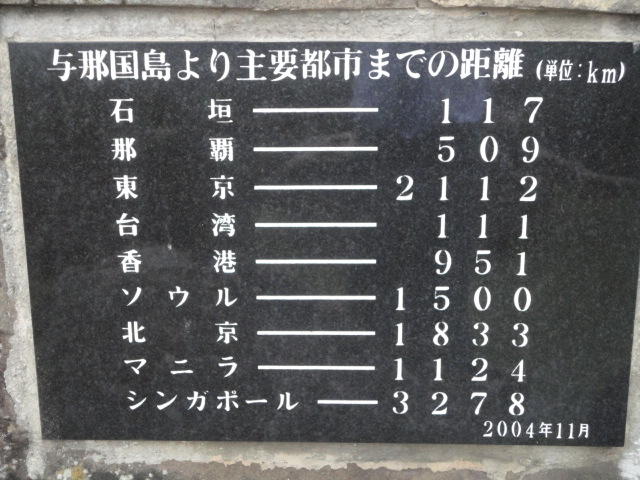 与那国島より主要都市までの距離 (単位:km)
石垣 ── 117
那覇 ── 509
東京 ── 2112
台湾 ── 111
香港 ── 951
ソウル ── 1500
北京 ── 1833
マニラ ── 1124
シンガポール ── 3278
2004年11月